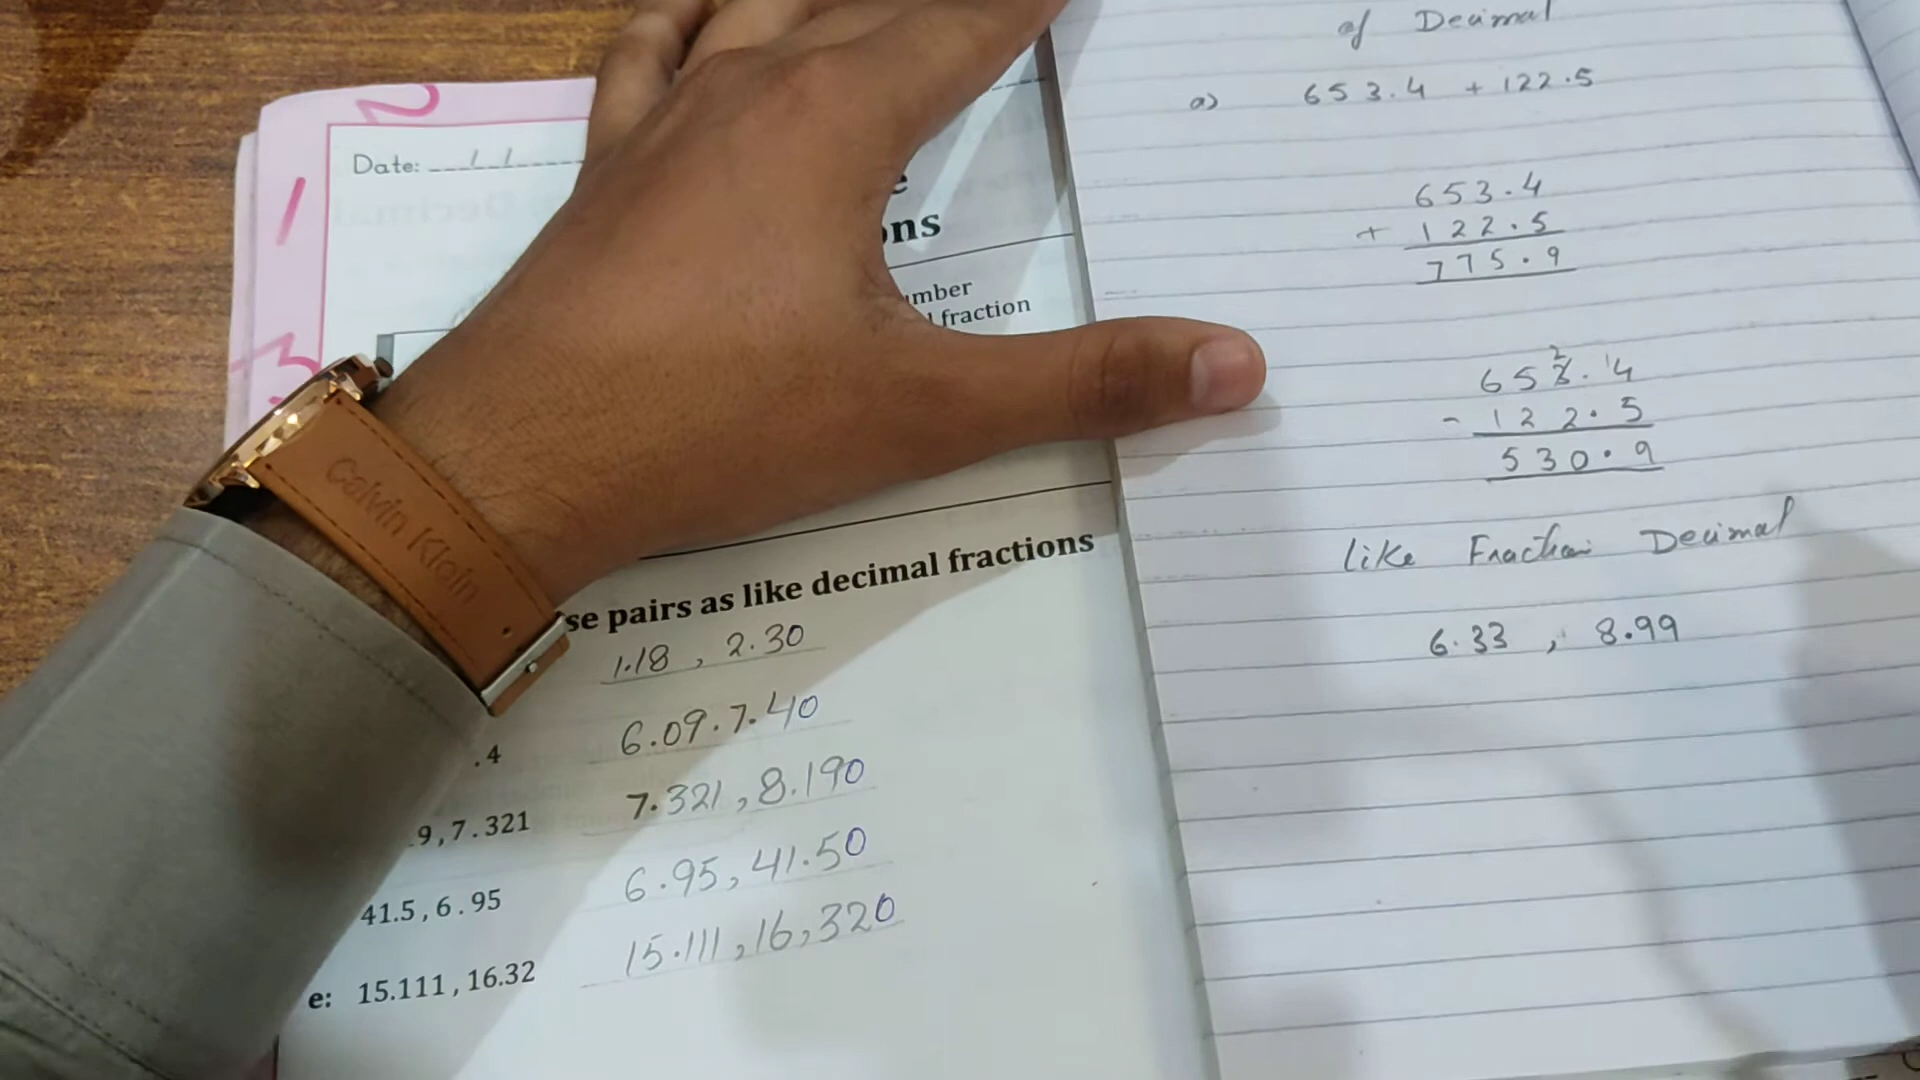 Date: / /
ons
fraction
Calvin Klein
se pairs as like decimal fractions
1.18 , 2.30
.4 6.09.7.40
9 , 7.321 7.321 , 8.190
41.5 , 6.95 6.95 , 41.50
e: 15.111 , 16.32 15.111 , 16,320
of Decimal
a) 653.4 + 122.5
653.4
+ 122.5
775.9
2
653.14
- 122.5
530.9
like Fraction Decimal
6.33 , 8.99